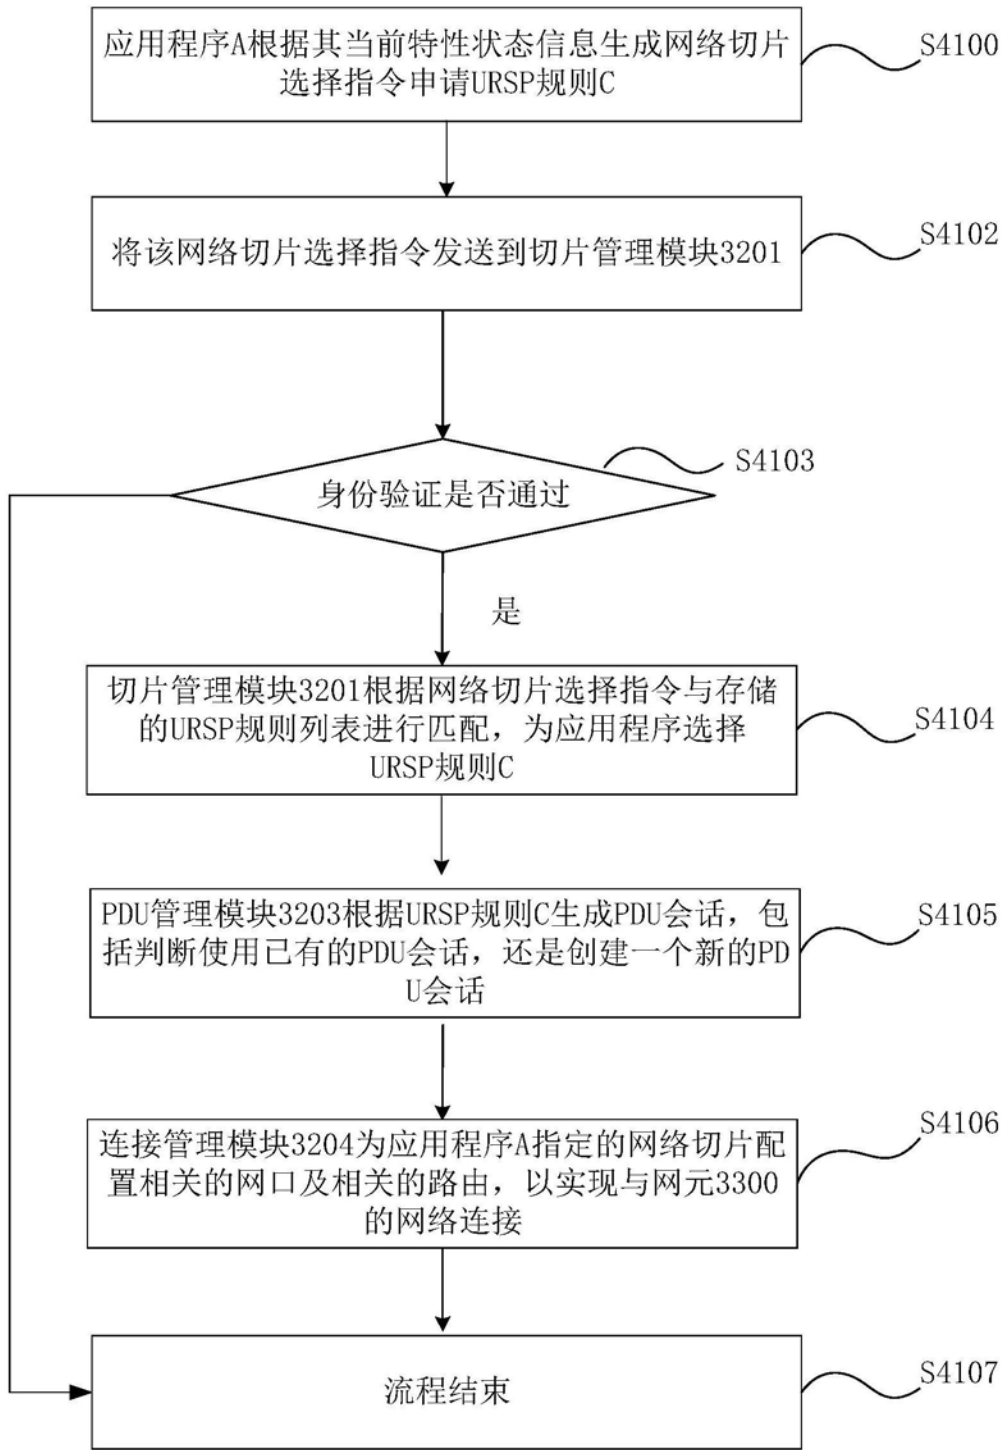 应用程序A根据其当前特性状态信息生成网络切片
选择指令申请URSP规则C
S4100
将该网络切片选择指令发送到切片管理模块3201
S4102
身份验证是否通过
S4103
是
切片管理模块3201根据网络切片选择指令与存储
的URSP规则列表进行匹配，为应用程序选择
URSP规则C
S4104
PDU管理模块3203根据URSP规则C生成PDU会话，包
括判断使用已有的PDU会话，还是创建一个新的PD
U会话
S4105
连接管理模块3204为应用程序A指定的网络切片配
置相关的网口及相关的路由，以实现与网元3300
的网络连接
S4106
流程结束
S4107